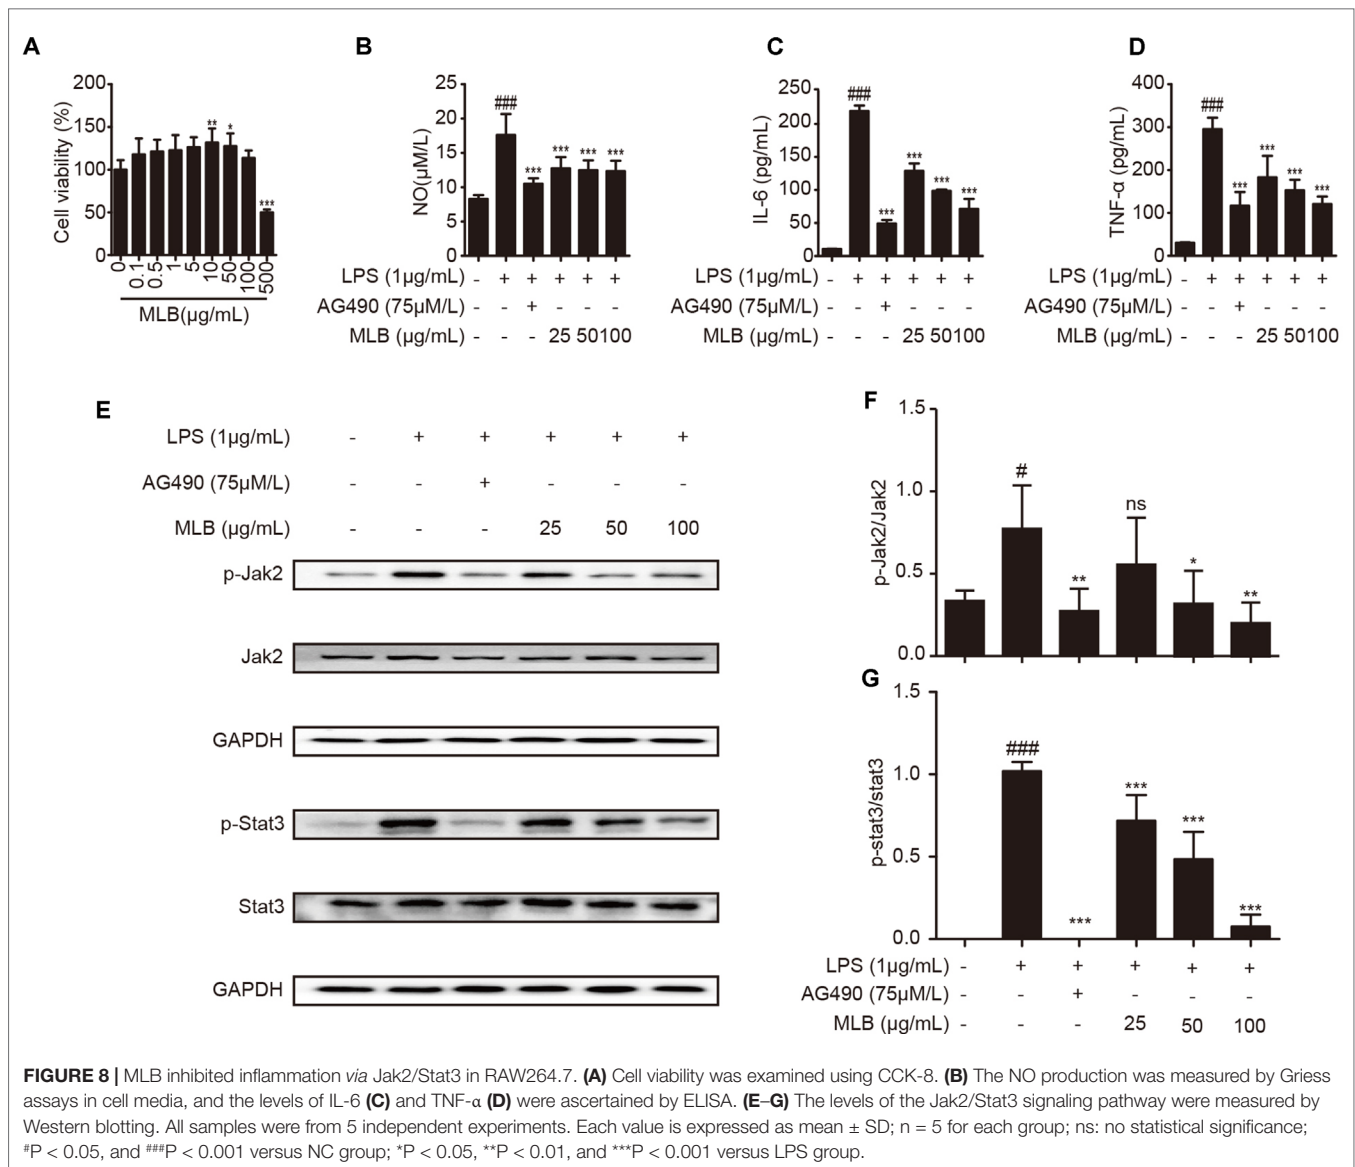 A
Cell viability (%)
200
150
100
50
0
** * ***
0 0.1 0.5 1 5 10 50 100 500
MLB(µg/mL)
B
NO(µM/L)
25
20
15
10
5
0
### *** *** *** ***
LPS (1µg/mL) - + + + + +
AG490 (75µM/L) - - + - - -
MLB (µg/mL) - - - 25 50 100
C
IL-6 (pg/mL)
250
200
150
100
50
0
### *** *** *** ***
LPS (1µg/mL) - + + + + +
AG490 (75µM/L) - - + - - -
MLB (µg/mL) - - - 25 50 100
D
TNF-α (pg/mL)
400
300
200
100
0
### *** *** *** ***
LPS (1µg/mL) - + + + + +
AG490 (75µM/L) - - + - - -
MLB (µg/mL) - - - 25 50 100
E
LPS (1µg/mL) - + + + + +
AG490 (75µM/L) - - + - - -
MLB (µg/mL) - - - 25 50 100
p-Jak2
Jak2
GAPDH
p-Stat3
Stat3
GAPDH
F
p-Jak2/Jak2
1.5
1.0
0.5
0.0
# ** ns * **
G
p-stat3/stat3
1.5
1.0
0.5
0.0
### *** *** *** ***
LPS (1µg/mL) - + + + + +
AG490 (75µM/L) - - + - - -
MLB (µg/mL) - - - 25 50 100
FIGURE 8 | MLB inhibited inflammation via Jak2/Stat3 in RAW264.7. (A) Cell viability was examined using CCK-8. (B) The NO production was measured by Griess
assays in cell media, and the levels of IL-6 (C) and TNF-α (D) were ascertained by ELISA. (E–G) The levels of the Jak2/Stat3 signaling pathway were measured by
Western blotting. All samples were from 5 independent experiments. Each value is expressed as mean ± SD; n = 5 for each group; ns: no statistical significance;
#P < 0.05, and ###P < 0.001 versus NC group; *P < 0.05, **P < 0.01, and ***P < 0.001 versus LPS group.